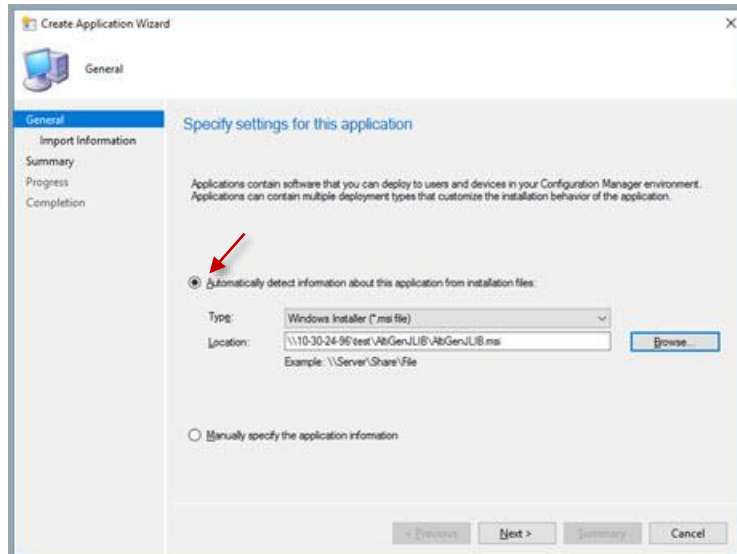 Create Application Wizard
General
General
Import Information
Summary
Progress
Completion
Specify settings for this application
Applications contain software that you can deploy to users and devices in your Configuration Manager environment.
Applications can contain multiple deployment types that customize the installation behavior of the application.
Automatically detect information about this application from installation files:
Type: Windows Installer (*.msi file)
Location: \\10-30-24-96\test\AltiGenJLIB\AltiGenJLIB.msi
Browse...
Example: \\Server\Share\File
Manually specify the application information
< Previous Next > Summary Cancel